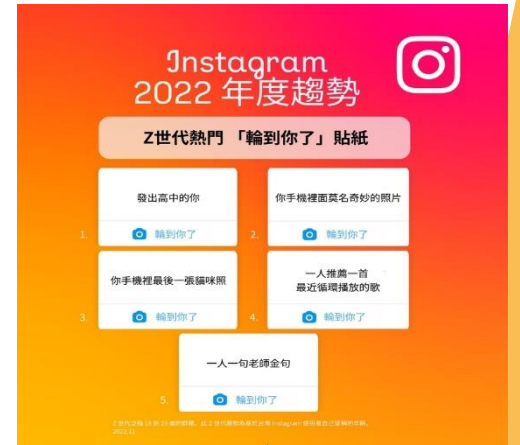 Instagram
2022 年度趨勢
Z世代熱門 「輪到你了」貼紙
發出高中的你
1. 輪到你了
你手機裡面莫名奇妙的照片
2. 輪到你了
你手機裡最後一張貓咪照
3. 輪到你了
一人推薦一首
最近循環播放的歌
4. 輪到你了
一人一句老師金句
5. 輪到你了
2022.11